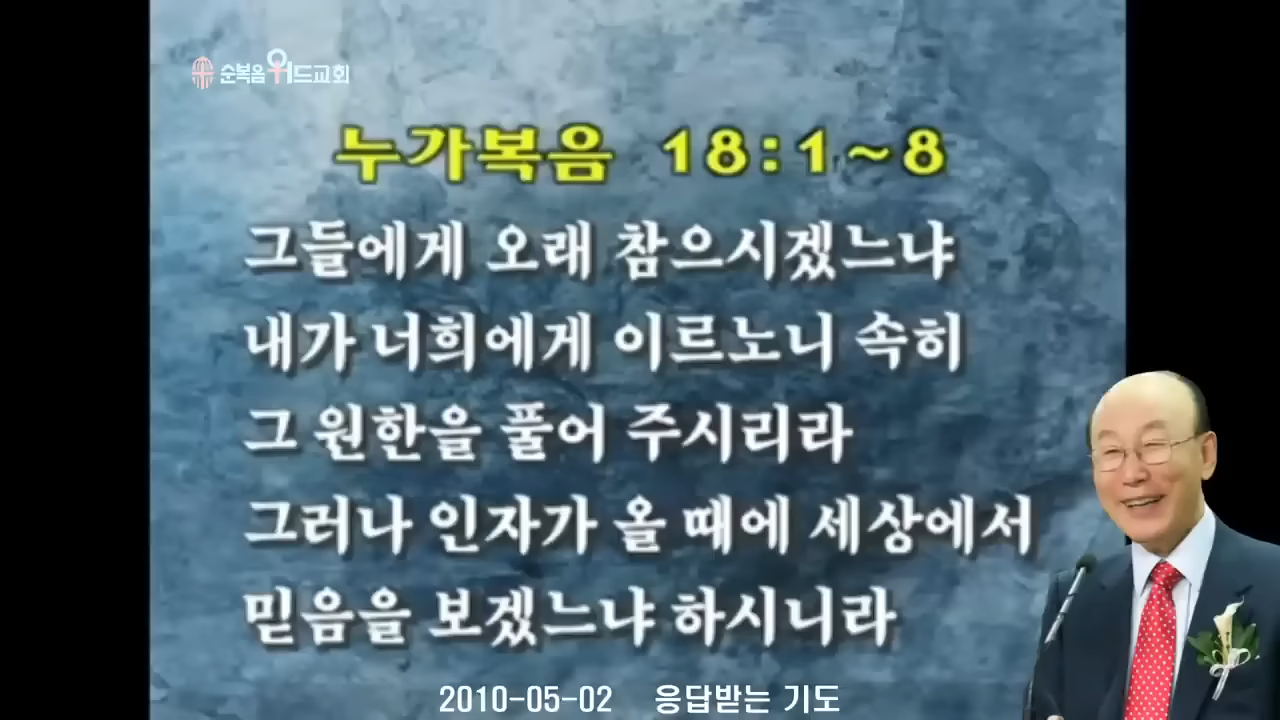 순복음워드교회
누가복음 18:1~8
그들에게 오래 참으시겠느냐
내가 너희에게 이르노니 속히
그 원한을 풀어 주시리라
그러나 인자가 올 때에 세상에서
믿음을 보겠느냐 하시니라
2010-05-02 응답받는 기도